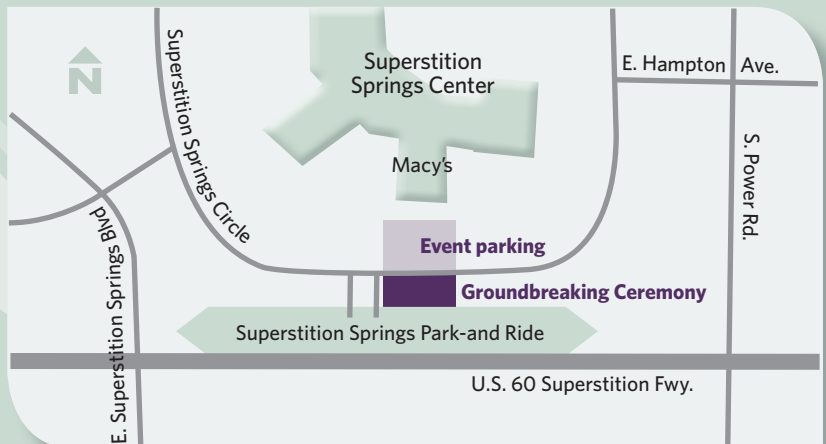 Superstition
Springs Center
E. Hampton Ave.
N
Superstition Springs Circle
S. Power Rd.
Macy's
E. Superstition Springs Blvd
Event parking
Groundbreaking Ceremony
Superstition Springs Park-and Ride
U.S. 60 Superstition Fwy.